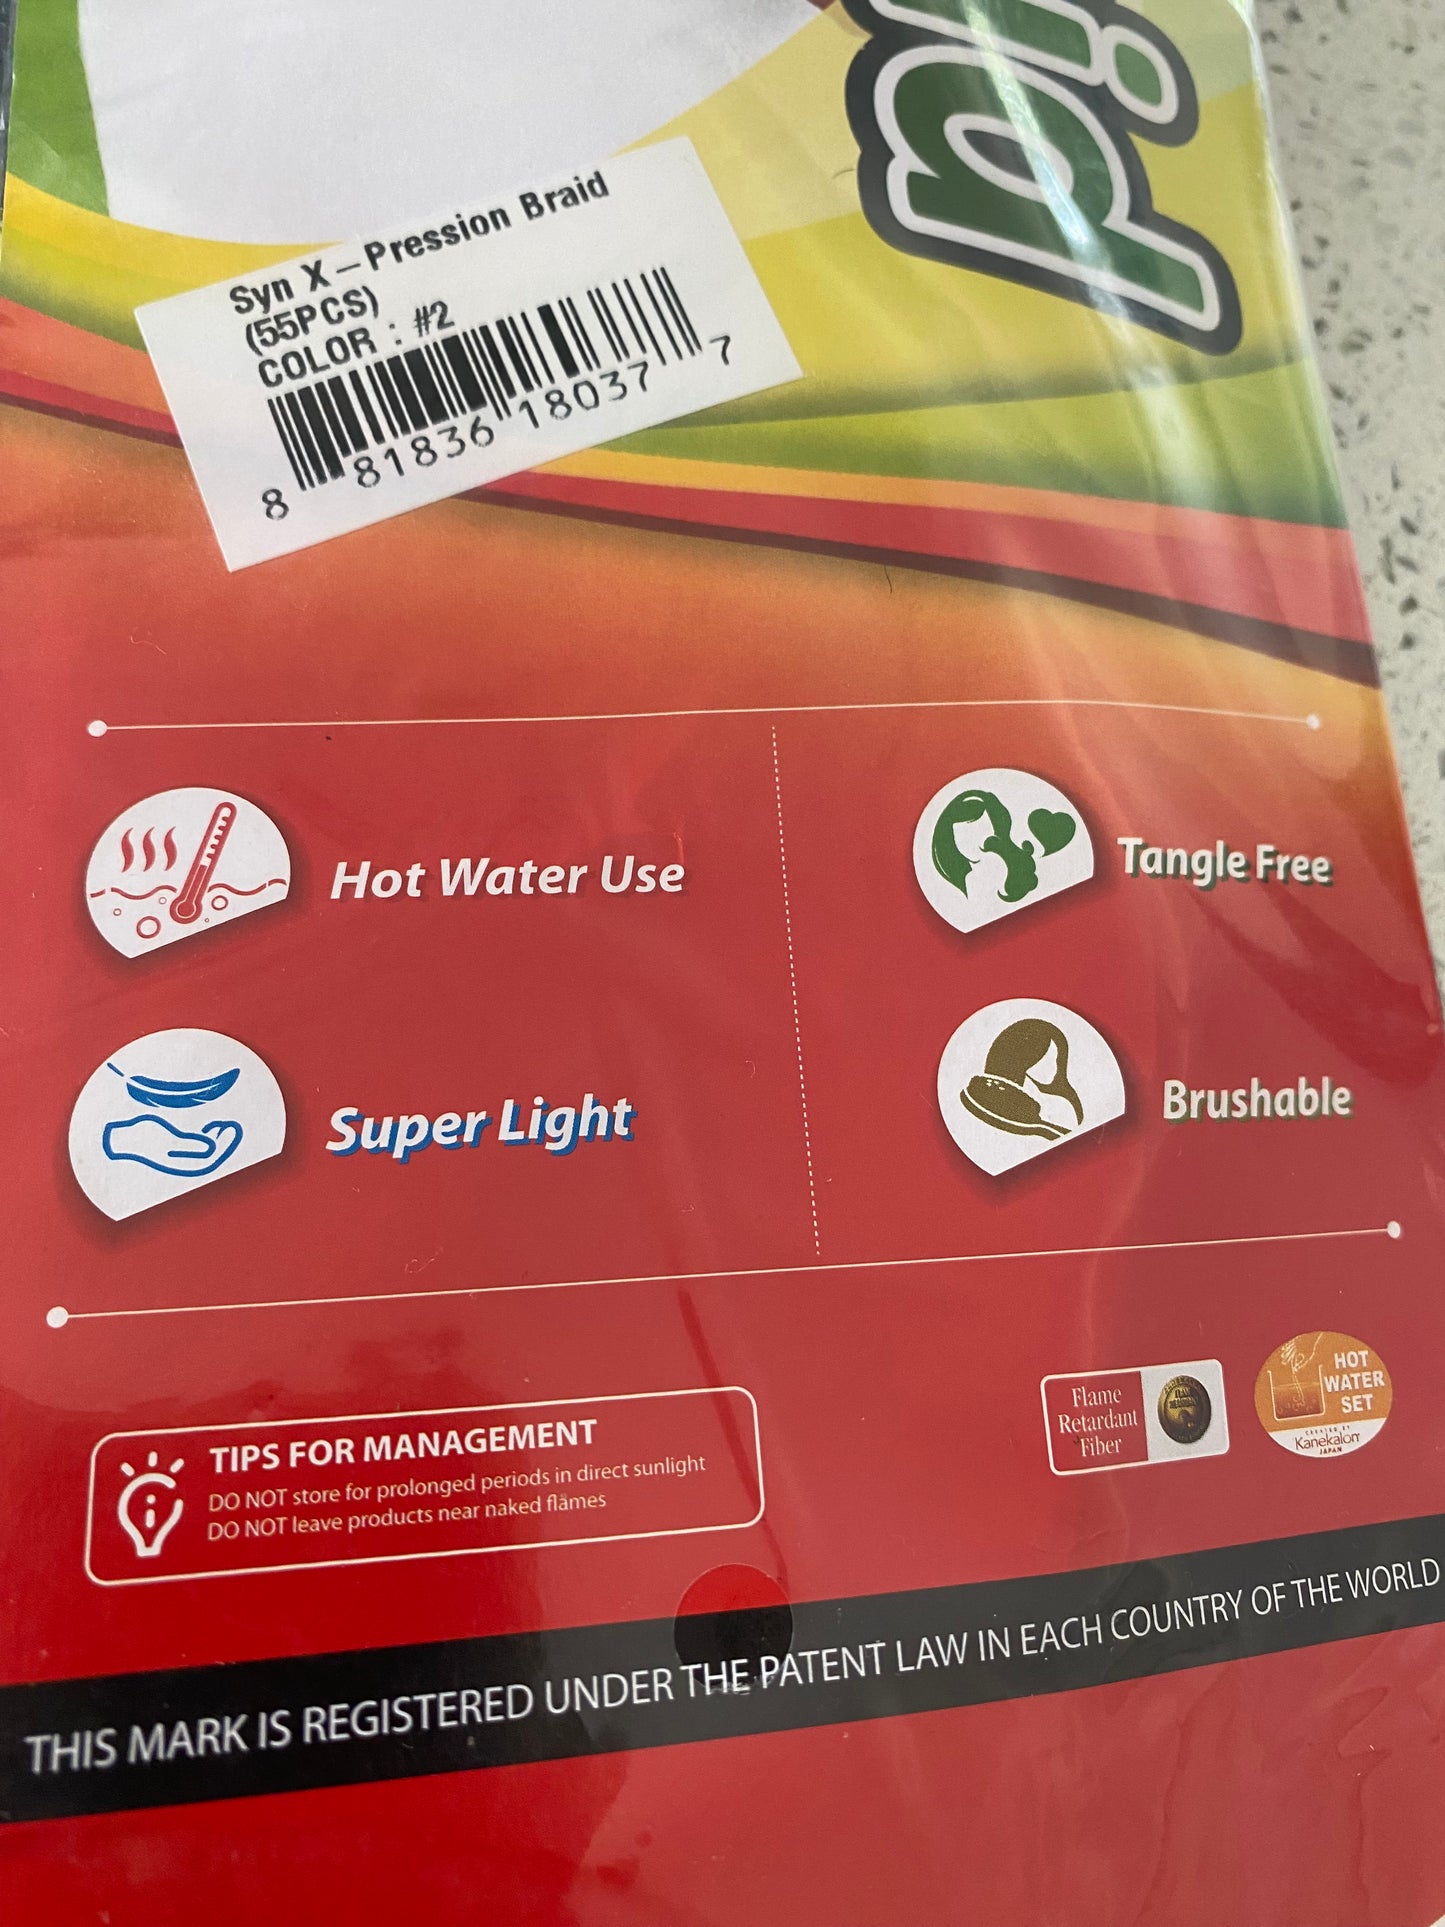 Syn X-Pression Braid
(55PCS)
COLOR : #2
8 81836 18037 7
Hot Water Use
Tangle Free
Super Light
Brushable
TIPS FOR MANAGEMENT
DO NOT store for prolonged periods in direct sunlight
DO NOT leave products near naked flames
Flame
Retardant
Fiber
HOT
WATER
SET
CREATED BY
Kanekalon
JAPAN
THIS MARK IS REGISTERED UNDER THE PATENT LAW IN EACH COUNTRY OF THE WORLD